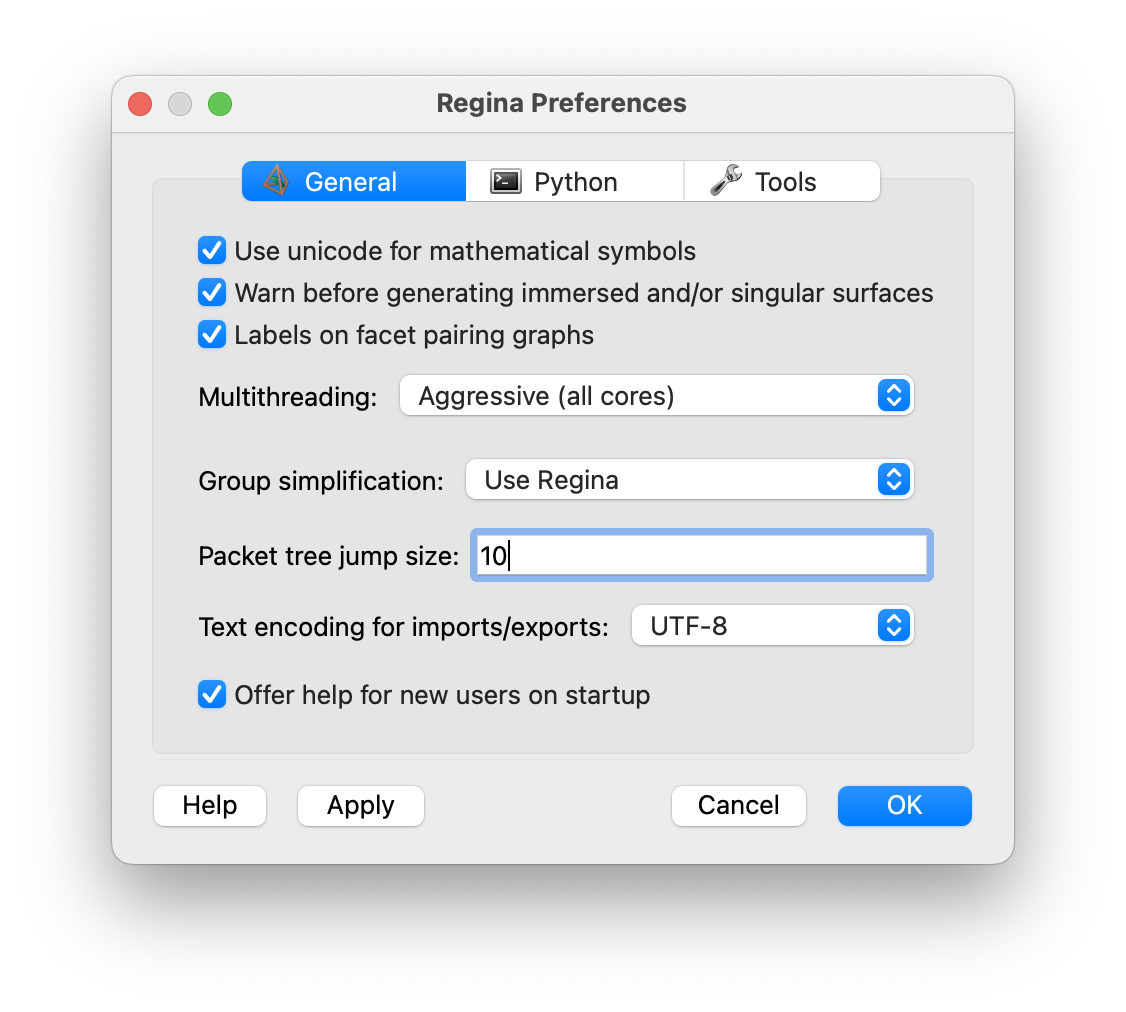 Regina Preferences
General Python Tools
Use unicode for mathematical symbols
Warn before generating immersed and/or singular surfaces
Labels on facet pairing graphs
Multithreading: Aggressive (all cores)
Group simplification: Use Regina
Packet tree jump size: 10
Text encoding for imports/exports: UTF-8
Offer help for new users on startup
Help Apply Cancel OK